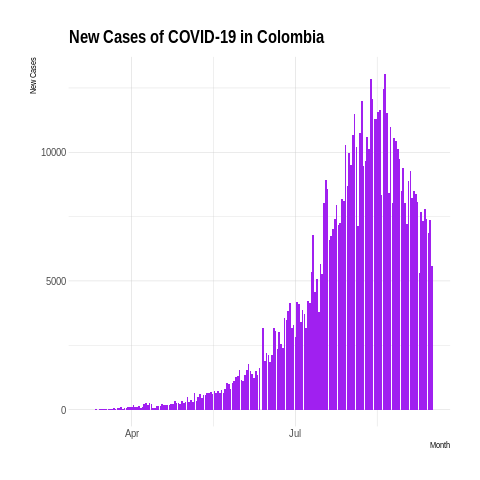 New Cases of COVID-19 in Colombia
New Cases
10000
5000
0
Apr
Jul
Month